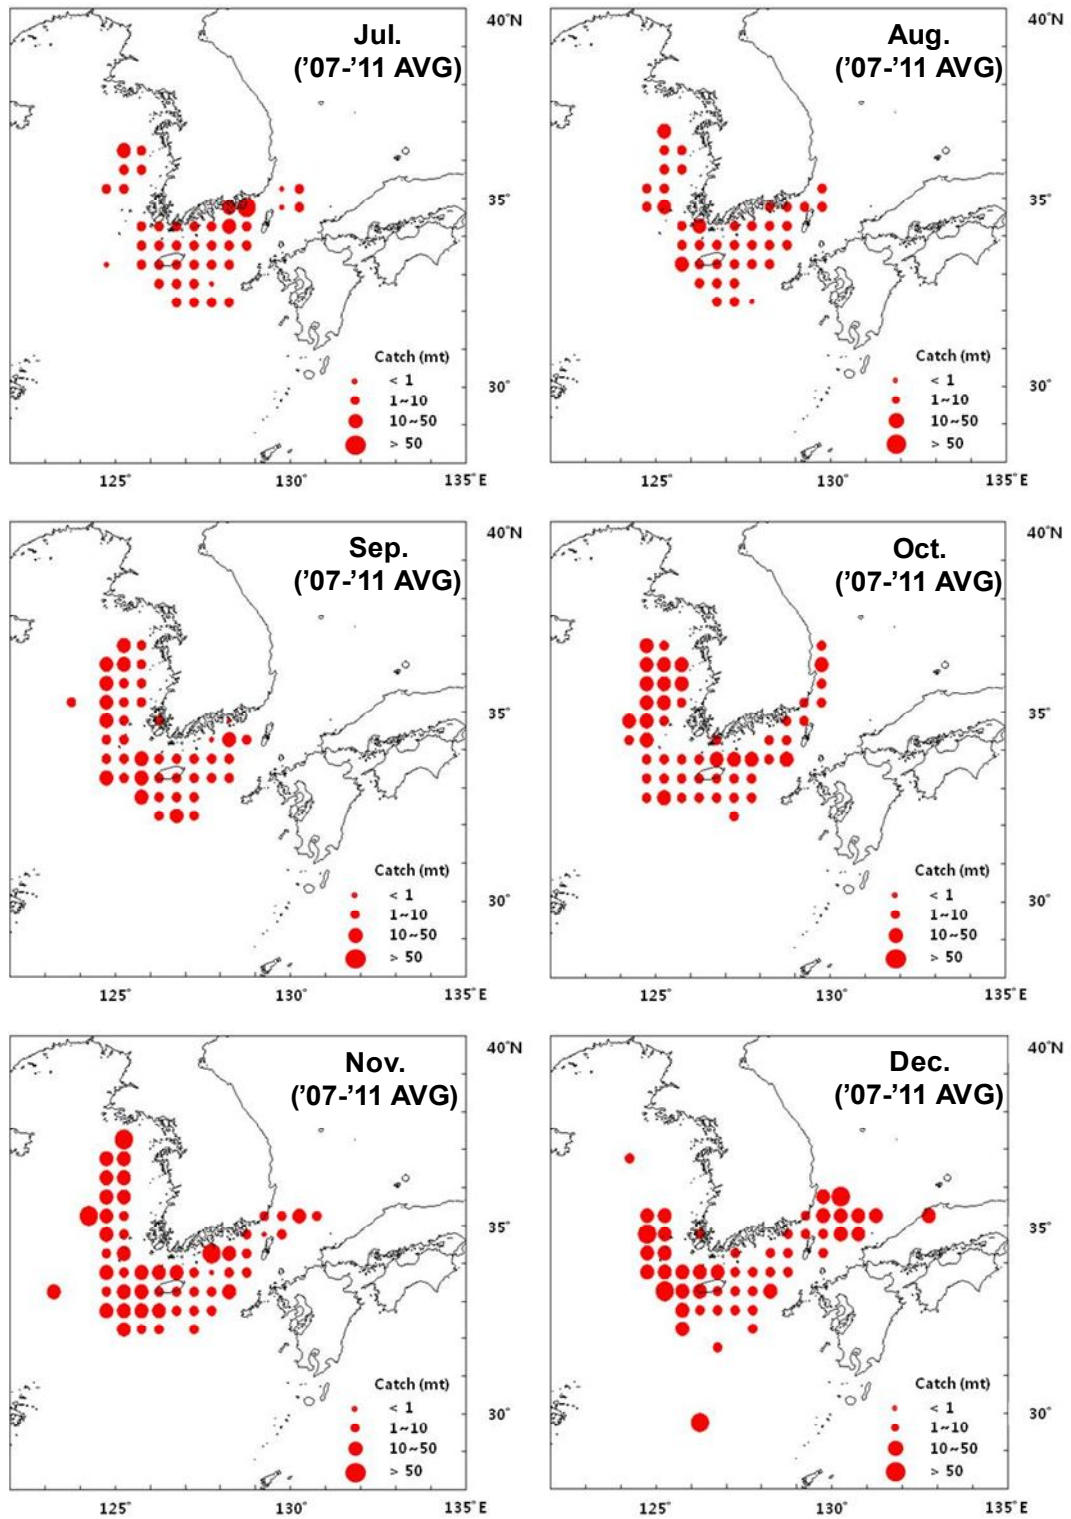 Jul.
('07-'11 AVG)
40°N
35°
30°
Catch (mt)
< 1
1~10
10~50
> 50
125°
130°
135°E
Aug.
('07-'11 AVG)
40°N
35°
30°
Catch (mt)
< 1
1~10
10~50
> 50
125°
130°
135°E
Sep.
('07-'11 AVG)
40°N
35°
30°
Catch (mt)
< 1
1~10
10~50
> 50
125°
130°
135°E
Oct.
('07-'11 AVG)
40°N
35°
30°
Catch (mt)
< 1
1~10
10~50
> 50
125°
130°
135°E
Nov.
('07-'11 AVG)
40°N
35°
30°
Catch (mt)
< 1
1~10
10~50
> 50
125°
130°
135°E
Dec.
('07-'11 AVG)
40°N
35°
30°
Catch (mt)
< 1
1~10
10~50
> 50
125°
130°
135°E